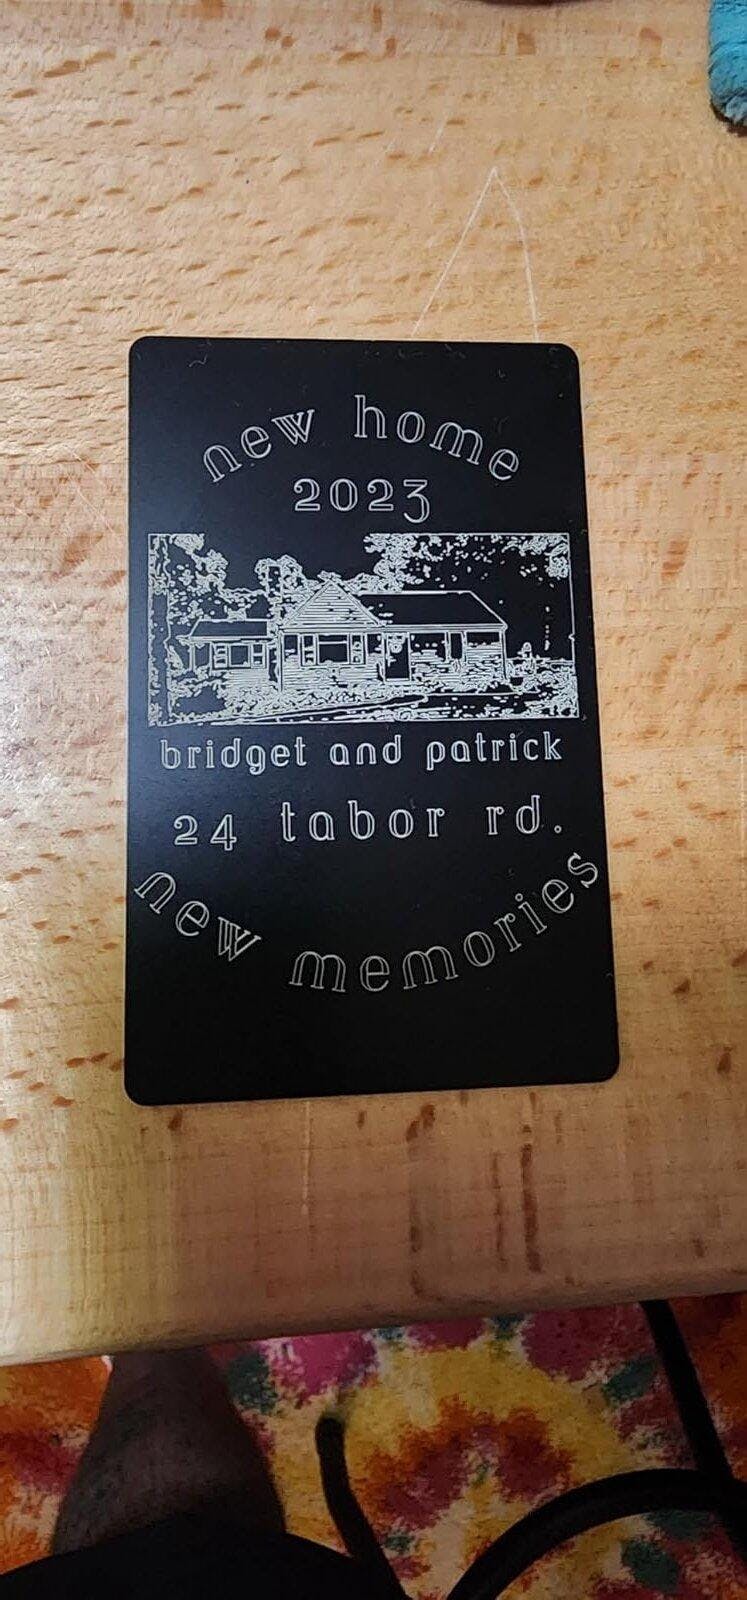 new home
2023
bridget and patrick
24 tabor rd.
new memories